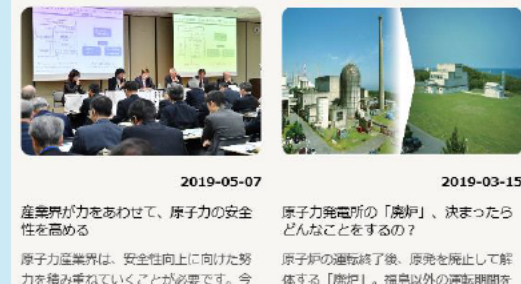 2019-05-07
産業界が力をあわせて、原子力の安全
性を高める
原子力産業界は、安全性向上に向けた努
力を積み重ねていくことが必要です。今
2019-03-15
原子力発電所の「廃炉」、決まったら
どんなことをするの？
原子炉の運転終了後、原発を廃止して解
体する「廃炉」。福島以外の運転期間を